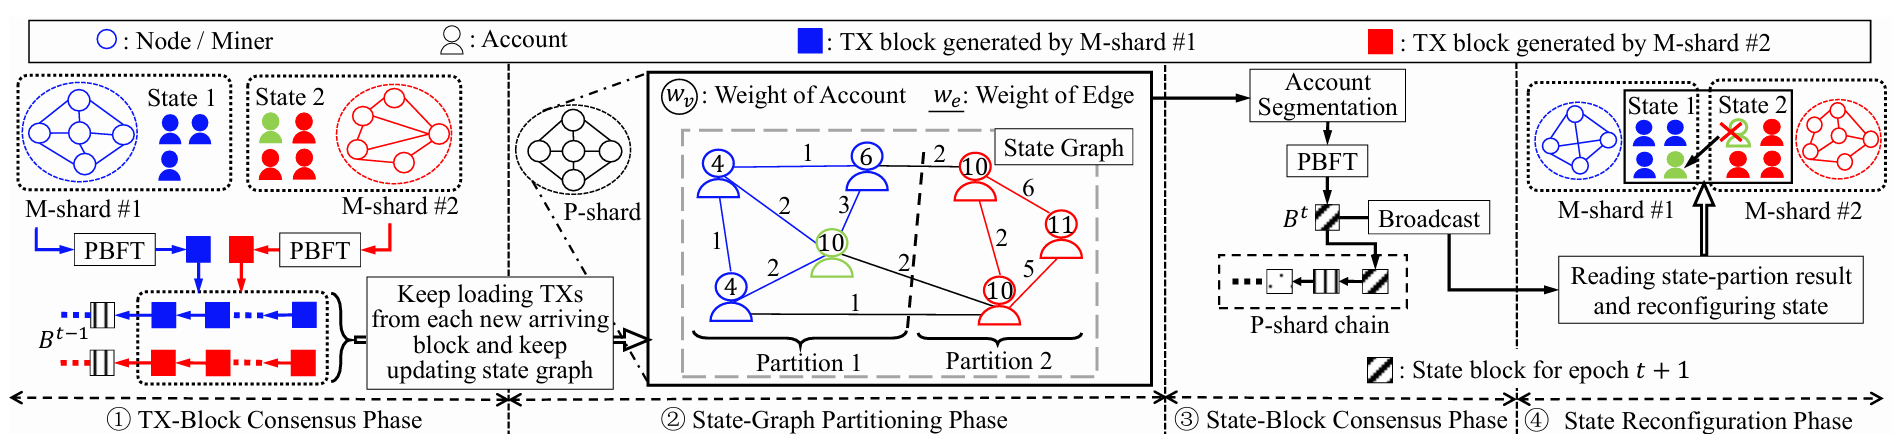 : Node / Miner
: Account
: TX block generated by M-shard #1
: TX block generated by M-shard #2
State 1
State 2
M-shard #1
M-shard #2
PBFT
PBFT
B^{t−1}
Keep loading TXs
from each new arriving
block and keep
updating state graph
① TX-Block Consensus Phase
P-shard
w_v : Weight of Account
w_e: Weight of Edge
State Graph
4
1
6
2
10
6
2
3
1
10
11
2
2
2
5
4
1
10
Partition 1
Partition 2
② State-Graph Partitioning Phase
Account
Segmentation
PBFT
B^t
Broadcast
P-shard chain
③ State-Block Consensus Phase
State 1
State 2
M-shard #1
M-shard #2
Reading state-partion result
and reconfiguring state
: State block for epoch t + 1
④ State Reconfiguration Phase